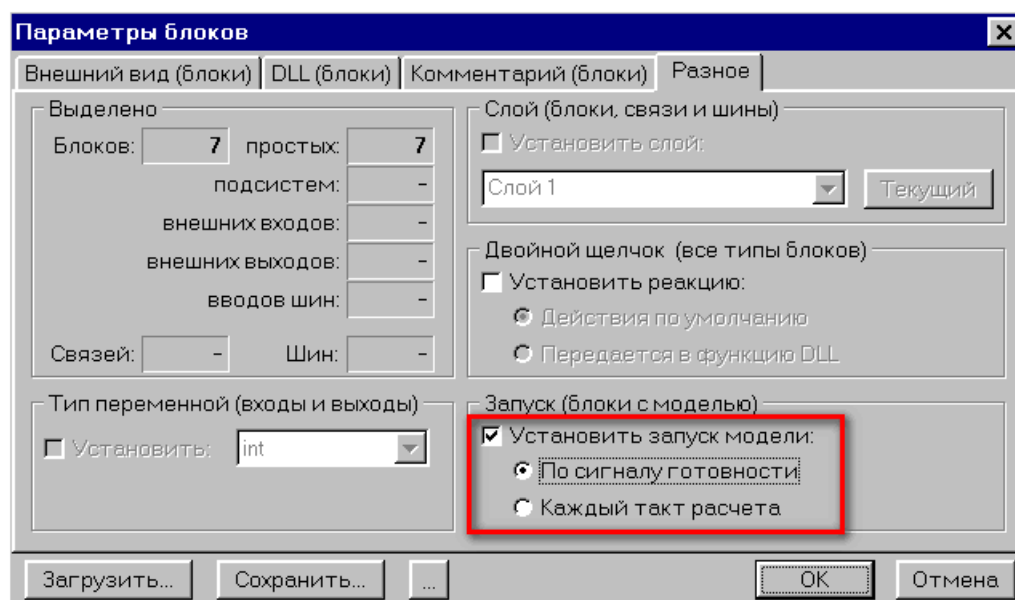 Параметры блоков
Внешний вид (блоки) DLL (блоки) Комментарий (блоки) Разное
Выделено
Блоков: 7 простых: 7
подсистем: -
внешних входов: -
внешних выходов: -
вводов шин: -
Связей: - Шин: -
Слой (блоки, связи и шины)
Установить слой:
Слой 1 Текущий
Двойной щелчок (все типы блоков)
Установить реакцию:
Действия по умолчанию
Передается в функцию DLL
Тип переменной (входы и выходы)
Установить: int
Запуск (блоки с моделью)
Установить запуск модели:
По сигналу готовности
Каждый такт расчета
Загрузить... Сохранить... ... OK Отмена